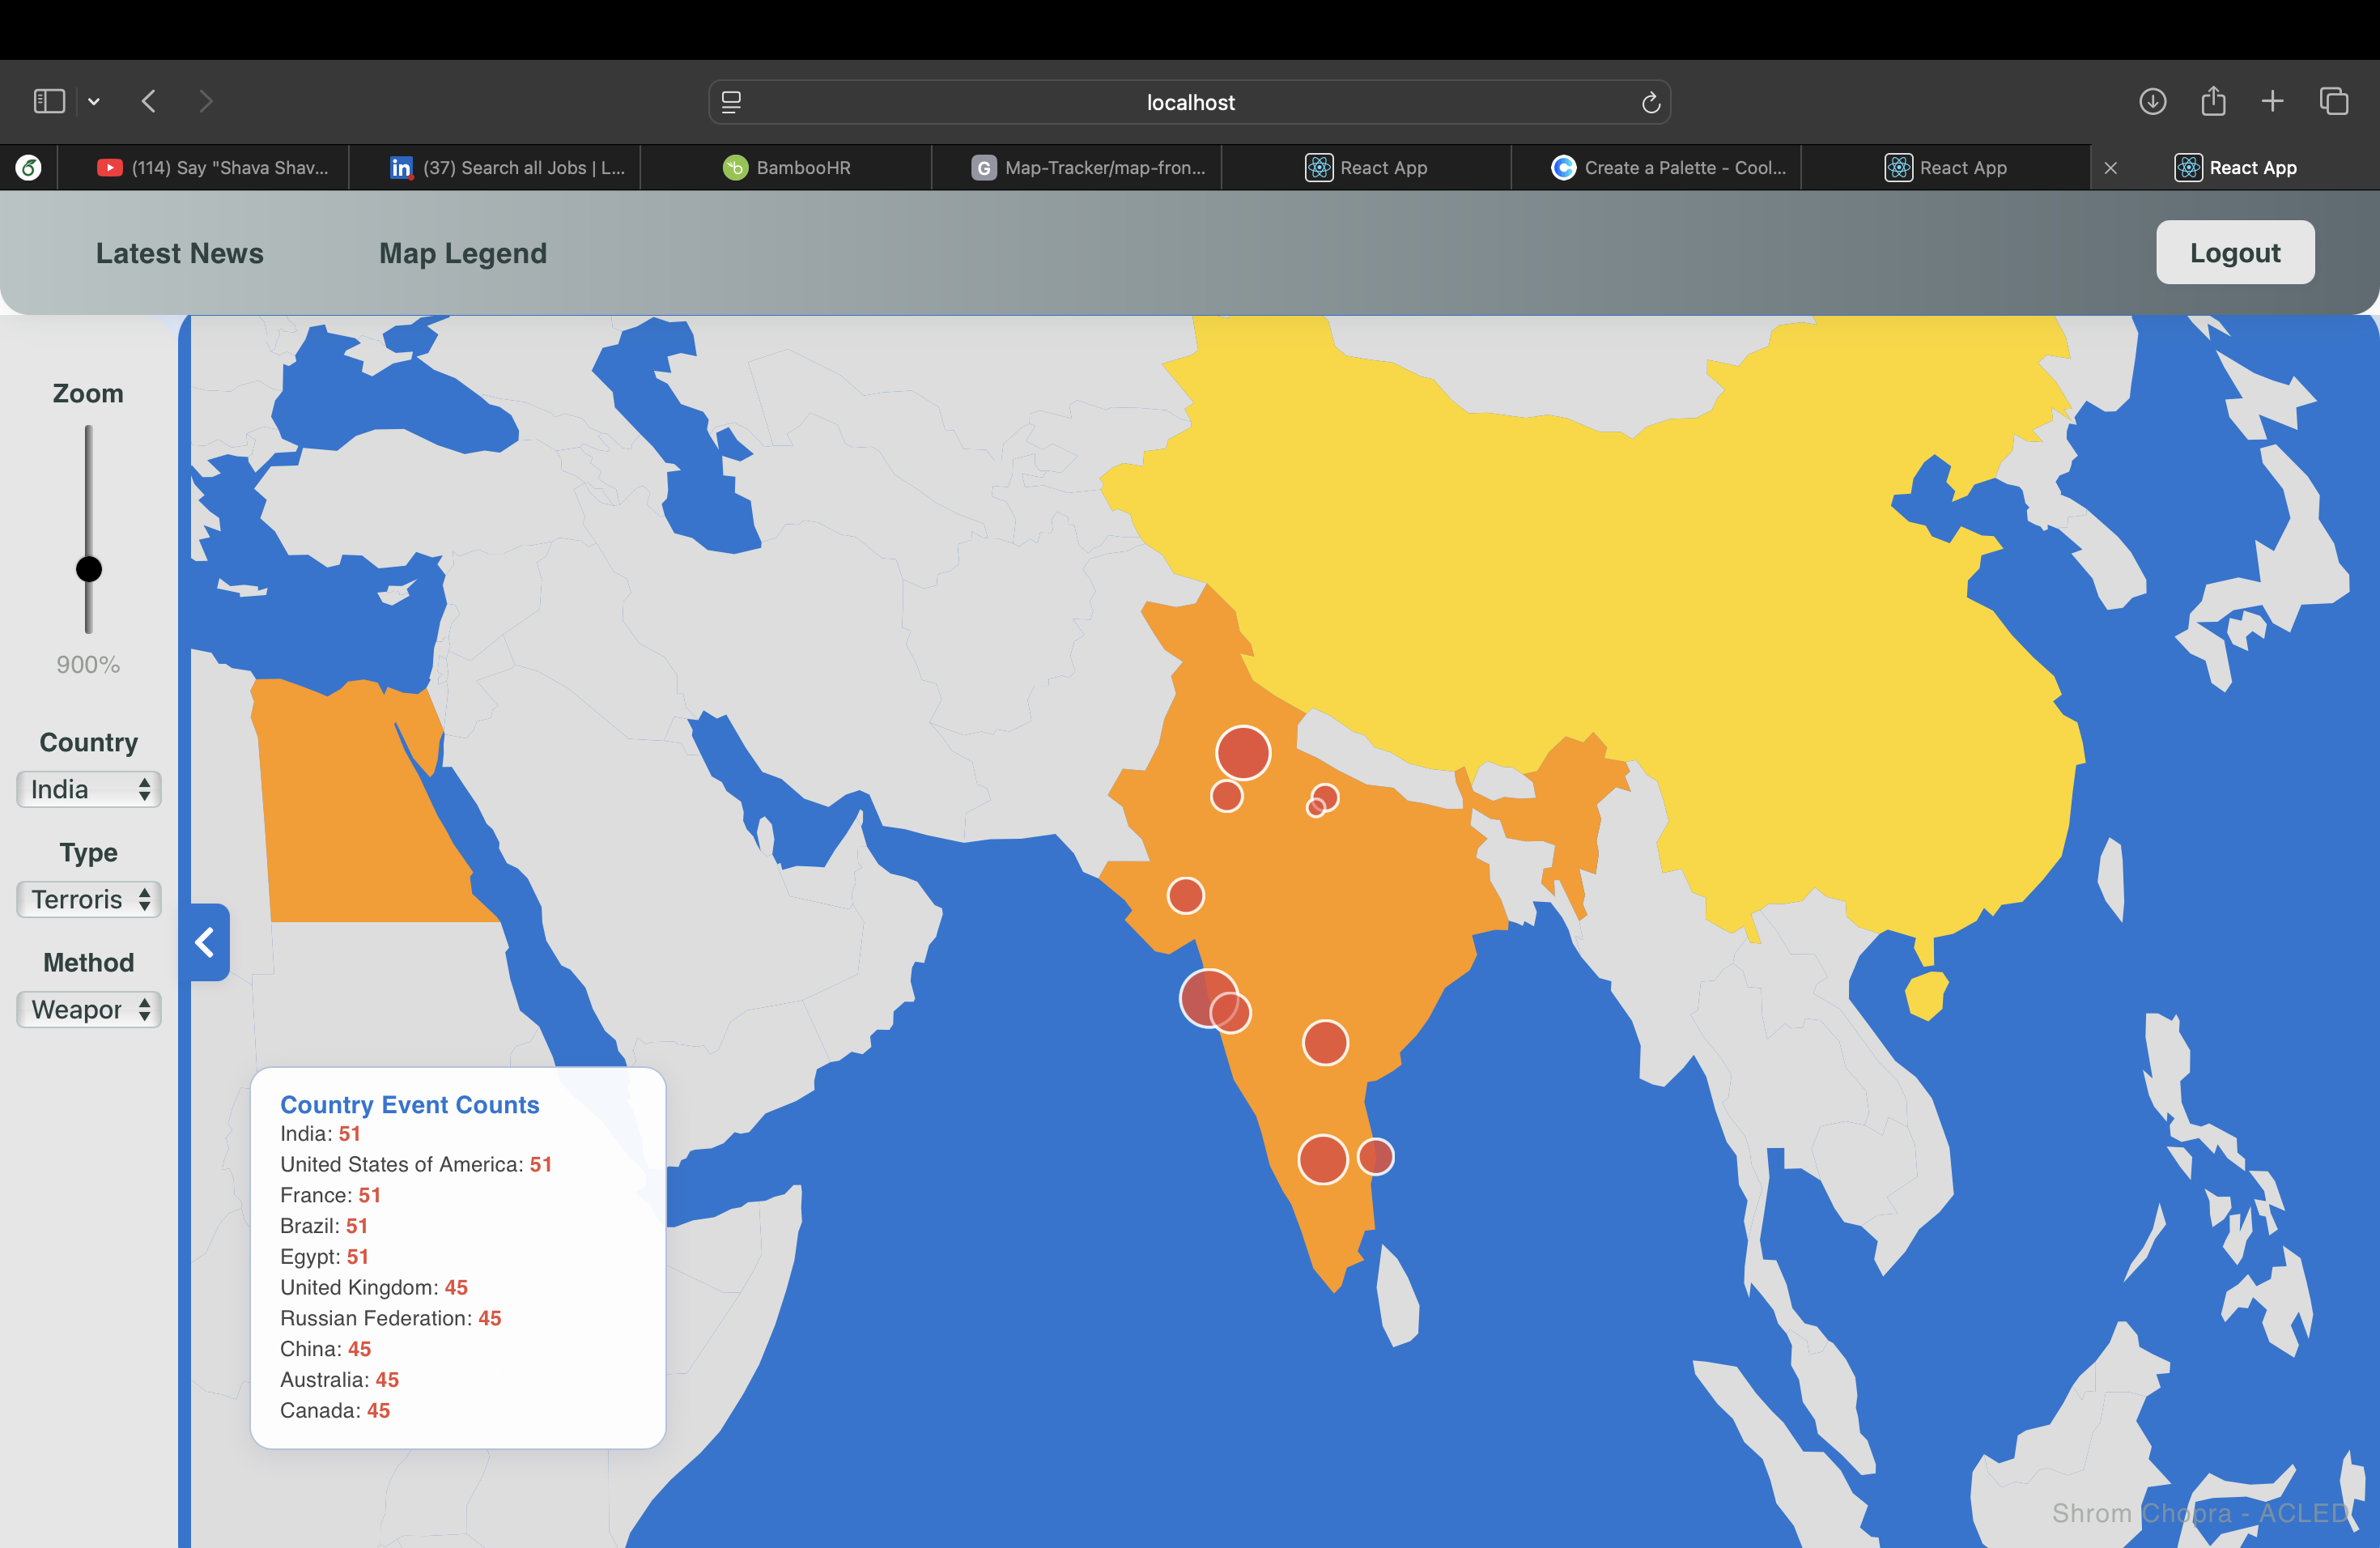 localhost
(114) Say "Shava Shav...
(37) Search all Jobs | L...
BambooHR
Map-Tracker/map-fron...
React App
Create a Palette - Cool...
React App
React App
Latest News
Map Legend
Logout
Zoom
900%
Country
India
Type
Terroris
Method
Weapor
Country Event Counts
India: 51
United States of America: 51
France: 51
Brazil: 51
Egypt: 51
United Kingdom: 45
Russian Federation: 45
China: 45
Australia: 45
Canada: 45
Shrom Chopra - ACLED